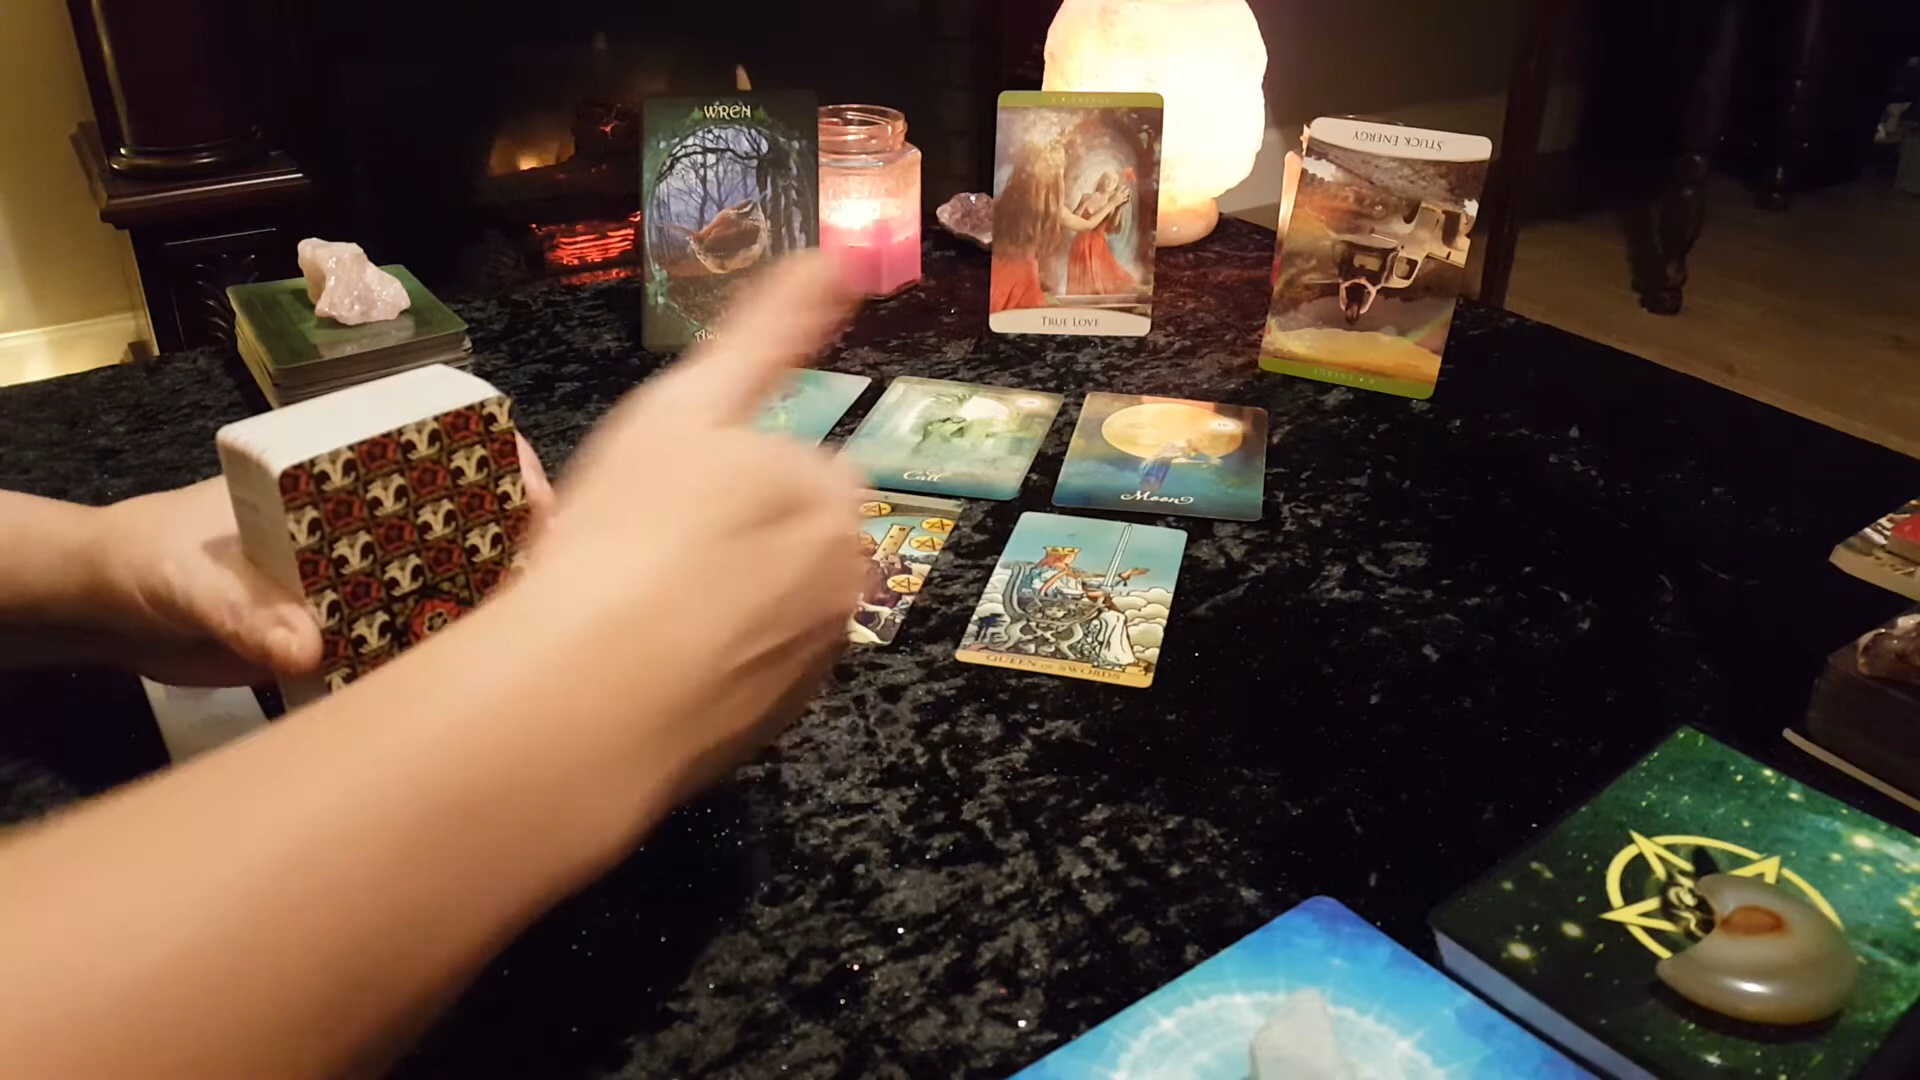 WREN
TRUE LOVE
STUCK ENERGY
Call
Moon
QUEEN OF SWORDS